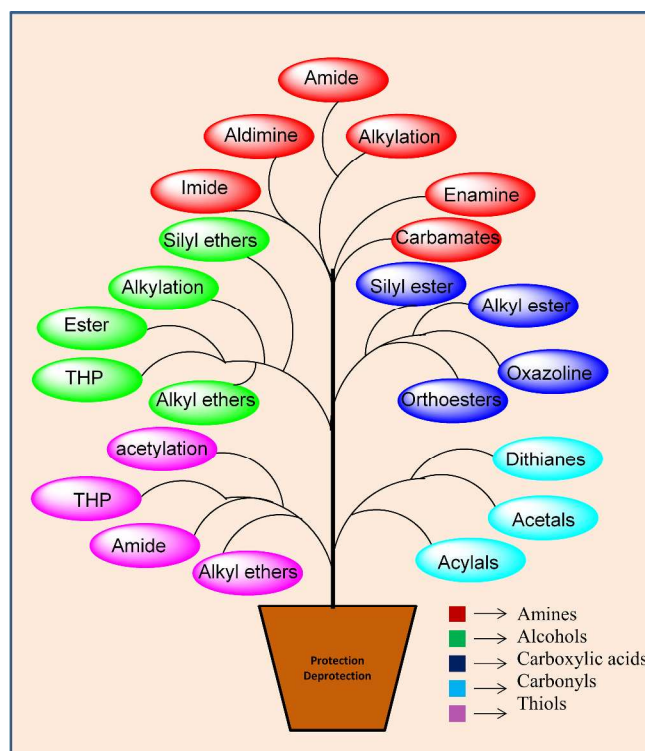 Amide
Aldimine
Alkylation
Imide
Enamine
Silyl ethers
Carbamates
Alkylation
Silyl ester
Alkyl ester
Ester
THP
Alkyl ethers
Oxazoline
Orthoesters
acetylation
Dithianes
THP
Acetals
Amide
Alkyl ethers
Acylals
Protection
Deprotection
Amines
Alcohols
Carboxylic acids
Carbonyls
Thiols